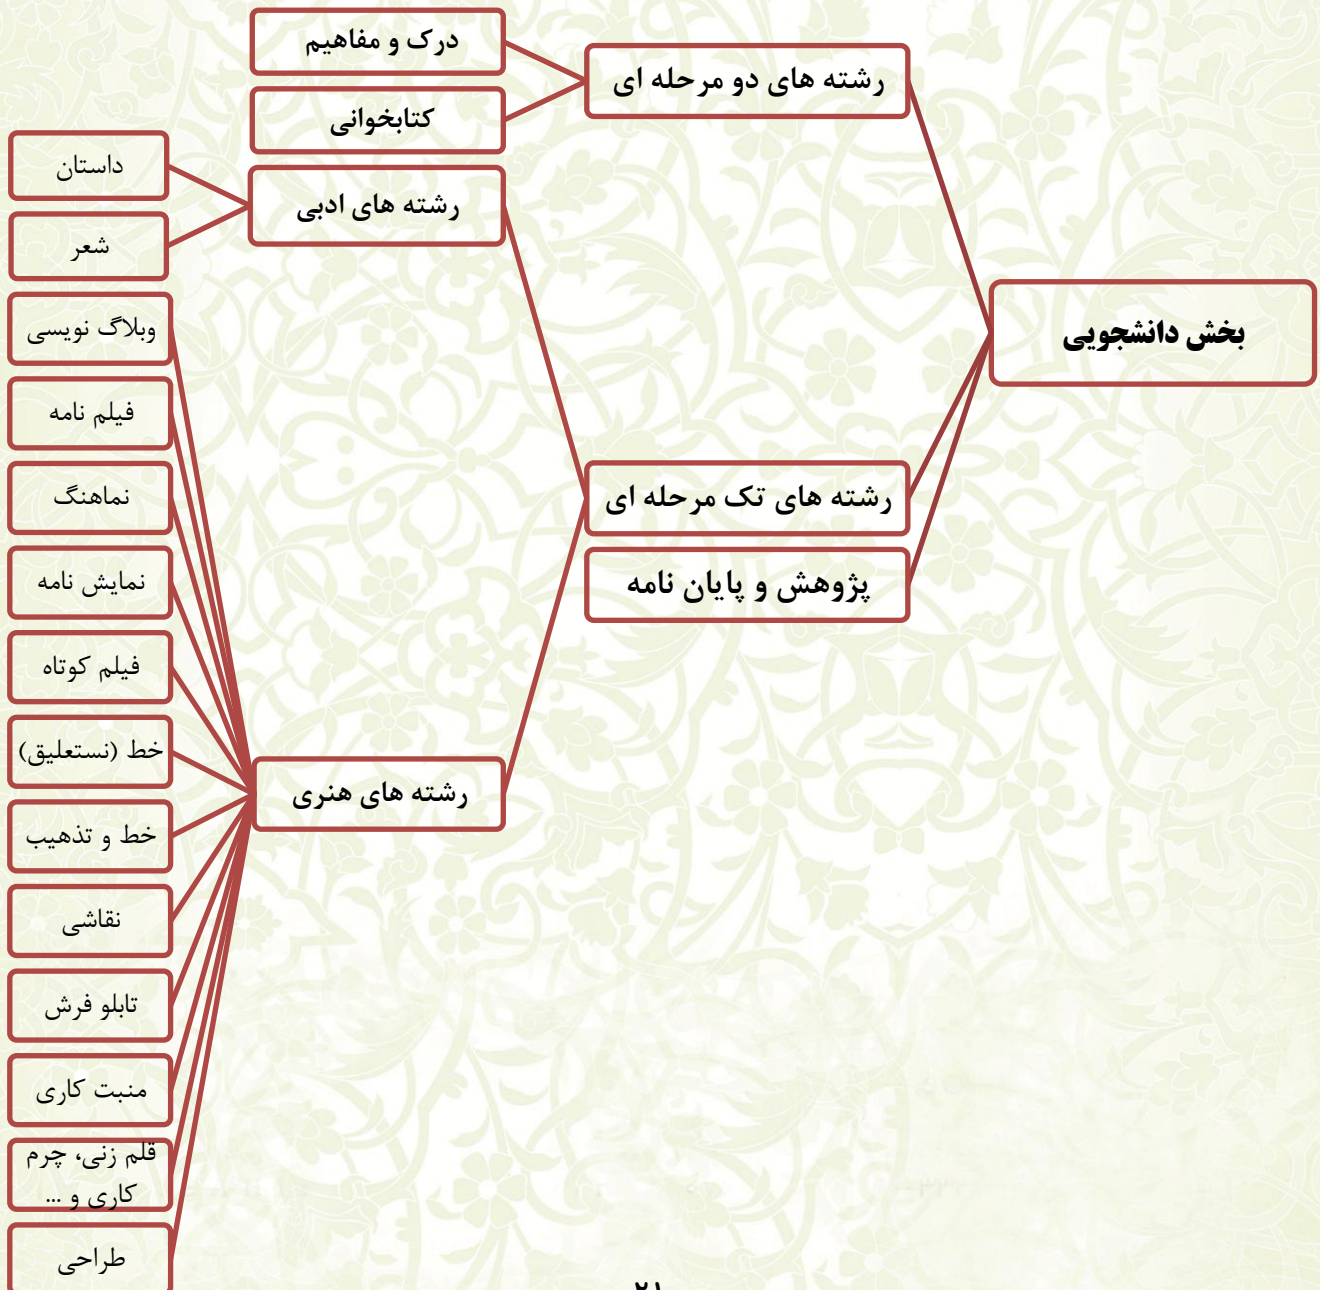 بخش دانشجویی
رشته های دو مرحله ای
درک و مفاهیم
کتابخوانی
رشته های تک مرحله ای
رشته های ادبی
داستان
شعر
رشته های هنری
وبلاگ نویسی
فیلم نامه
نماهنگ
نمایش نامه
فیلم کوتاه
خط (نستعلیق)
خط و تذهیب
نقاشی
تابلو فرش
منبت کاری
قلم زنی، چرم
کاری و ...
طراحی
پژوهش و پایان نامه
۲۱